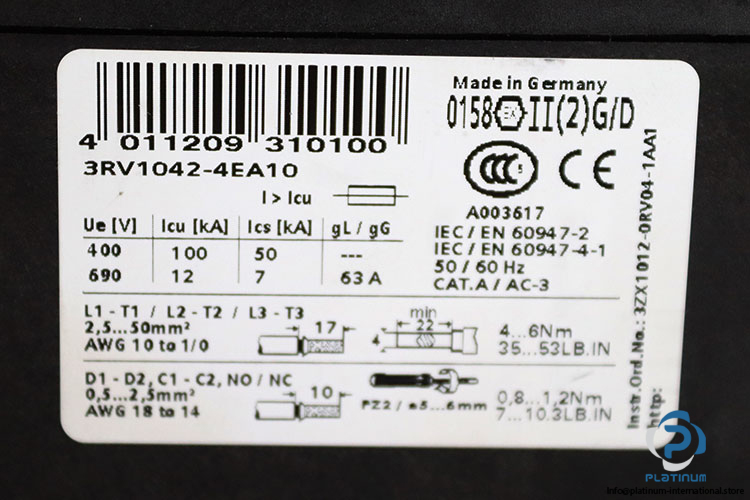 4 011209 310100
3RV1042-4EA10
Made in Germany
0158 Ex II(2)G/D
CCC S CE
A003617
I > Icu
Ue [V] Icu [kA] Ics [kA] gL / gG
400 100 50 ---
690 12 7 63 A
IEC / EN 60947-2
IEC / EN 60947-4-1
50 / 60 Hz
CAT.A / AC-3
L1 - T1 / L2 - T2 / L3 - T3
2,5...50mm²
AWG 10 to 1/0
17
min
22
4
4...6Nm
35...53LB.IN
D1 - D2, C1 - C2, NO / NC
0,5...2,5mm²
AWG 18 to 14
10
PZ2 / ø5...6mm
0,8...1,2Nm
7...10.3LB.IN
Instr.Ord.No.: 3ZX1012-0RV04-1AA1
http:
PLATINUM
Info@platinum-international.store